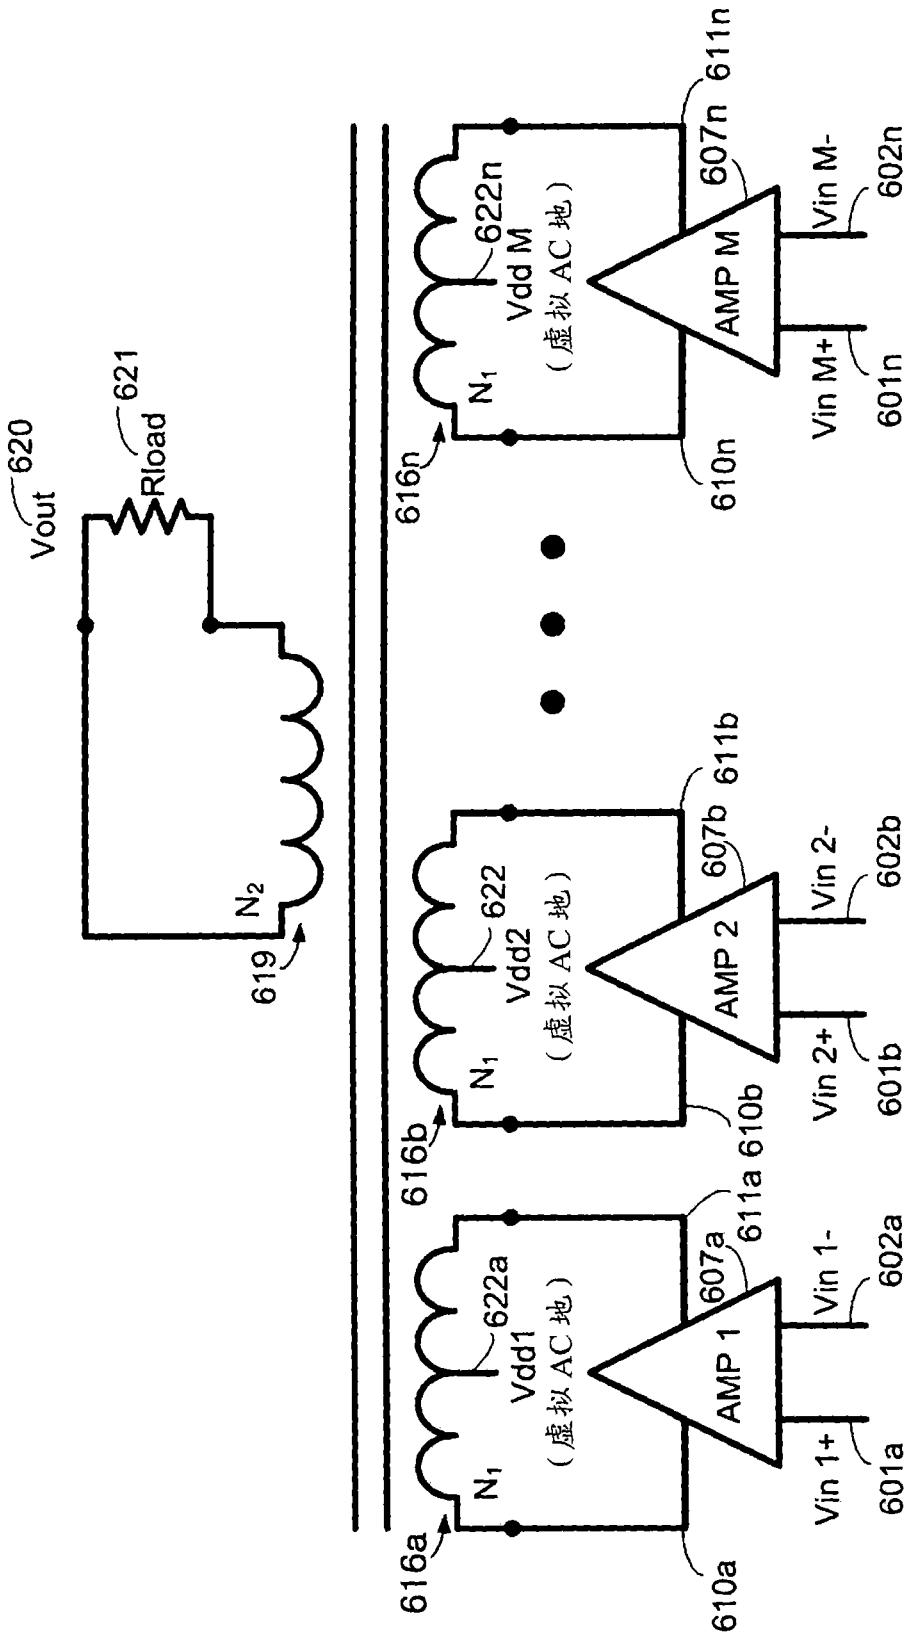 Vout
620
621
Rload
N2
619
616a
N1
622a
Vdd1
(虚拟 AC 地)
610a
611a
607a
AMP 1
Vin 1+
Vin 1-
601a
602a
616b
N1
622
Vdd2
(虚拟 AC 地)
610b
611b
607b
AMP 2
Vin 2+
Vin 2-
601b
602b
616n
N1
622n
Vdd M
(虚拟 AC 地)
610n
611n
607n
AMP M
Vin M+
Vin M-
601n
602n